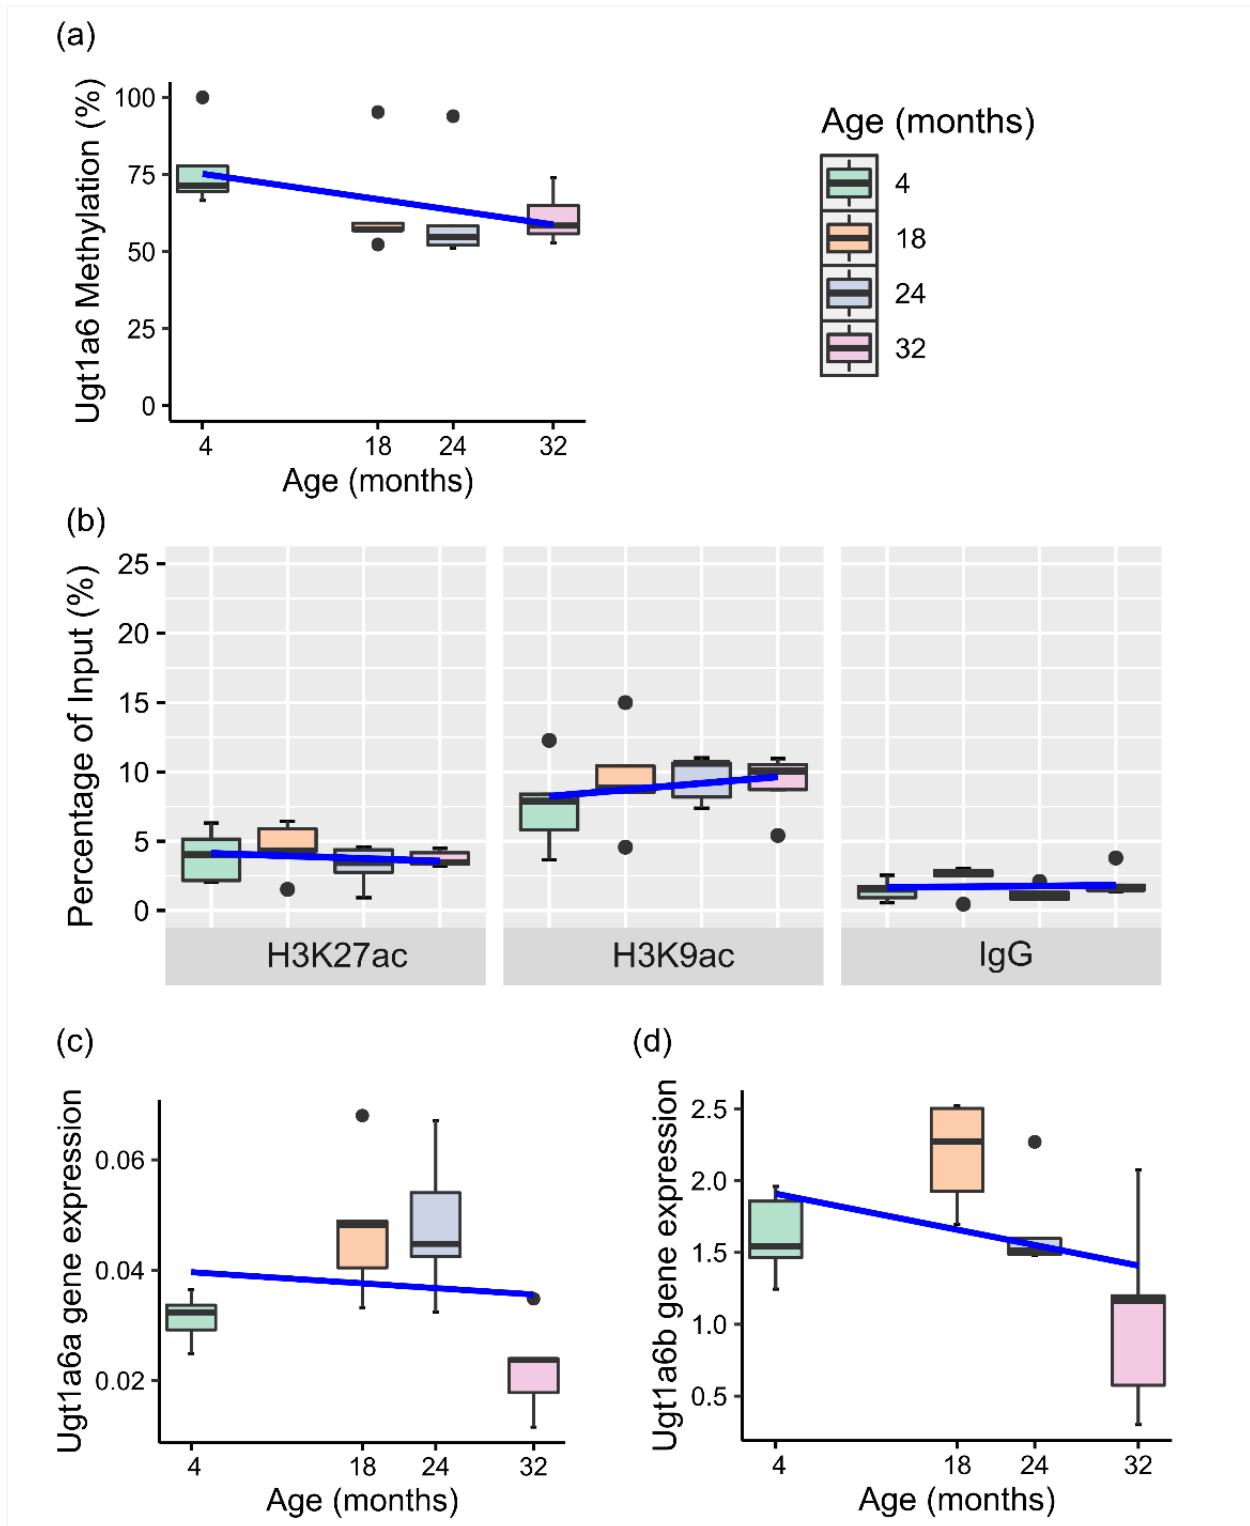 (a)
Ugt1a6 Methylation (%)
100
75
50
25
0
4 18 24 32
Age (months)
Age (months)
4
18
24
32
(b)
Percentage of Input (%)
25
20
15
10
5
0
H3K27ac H3K9ac IgG
(c)
Ugt1a6a gene expression
0.06
0.04
0.02
4 18 24 32
Age (months)
(d)
Ugt1a6b gene expression
2.5
2.0
1.5
1.0
0.5
4 18 24 32
Age (months)